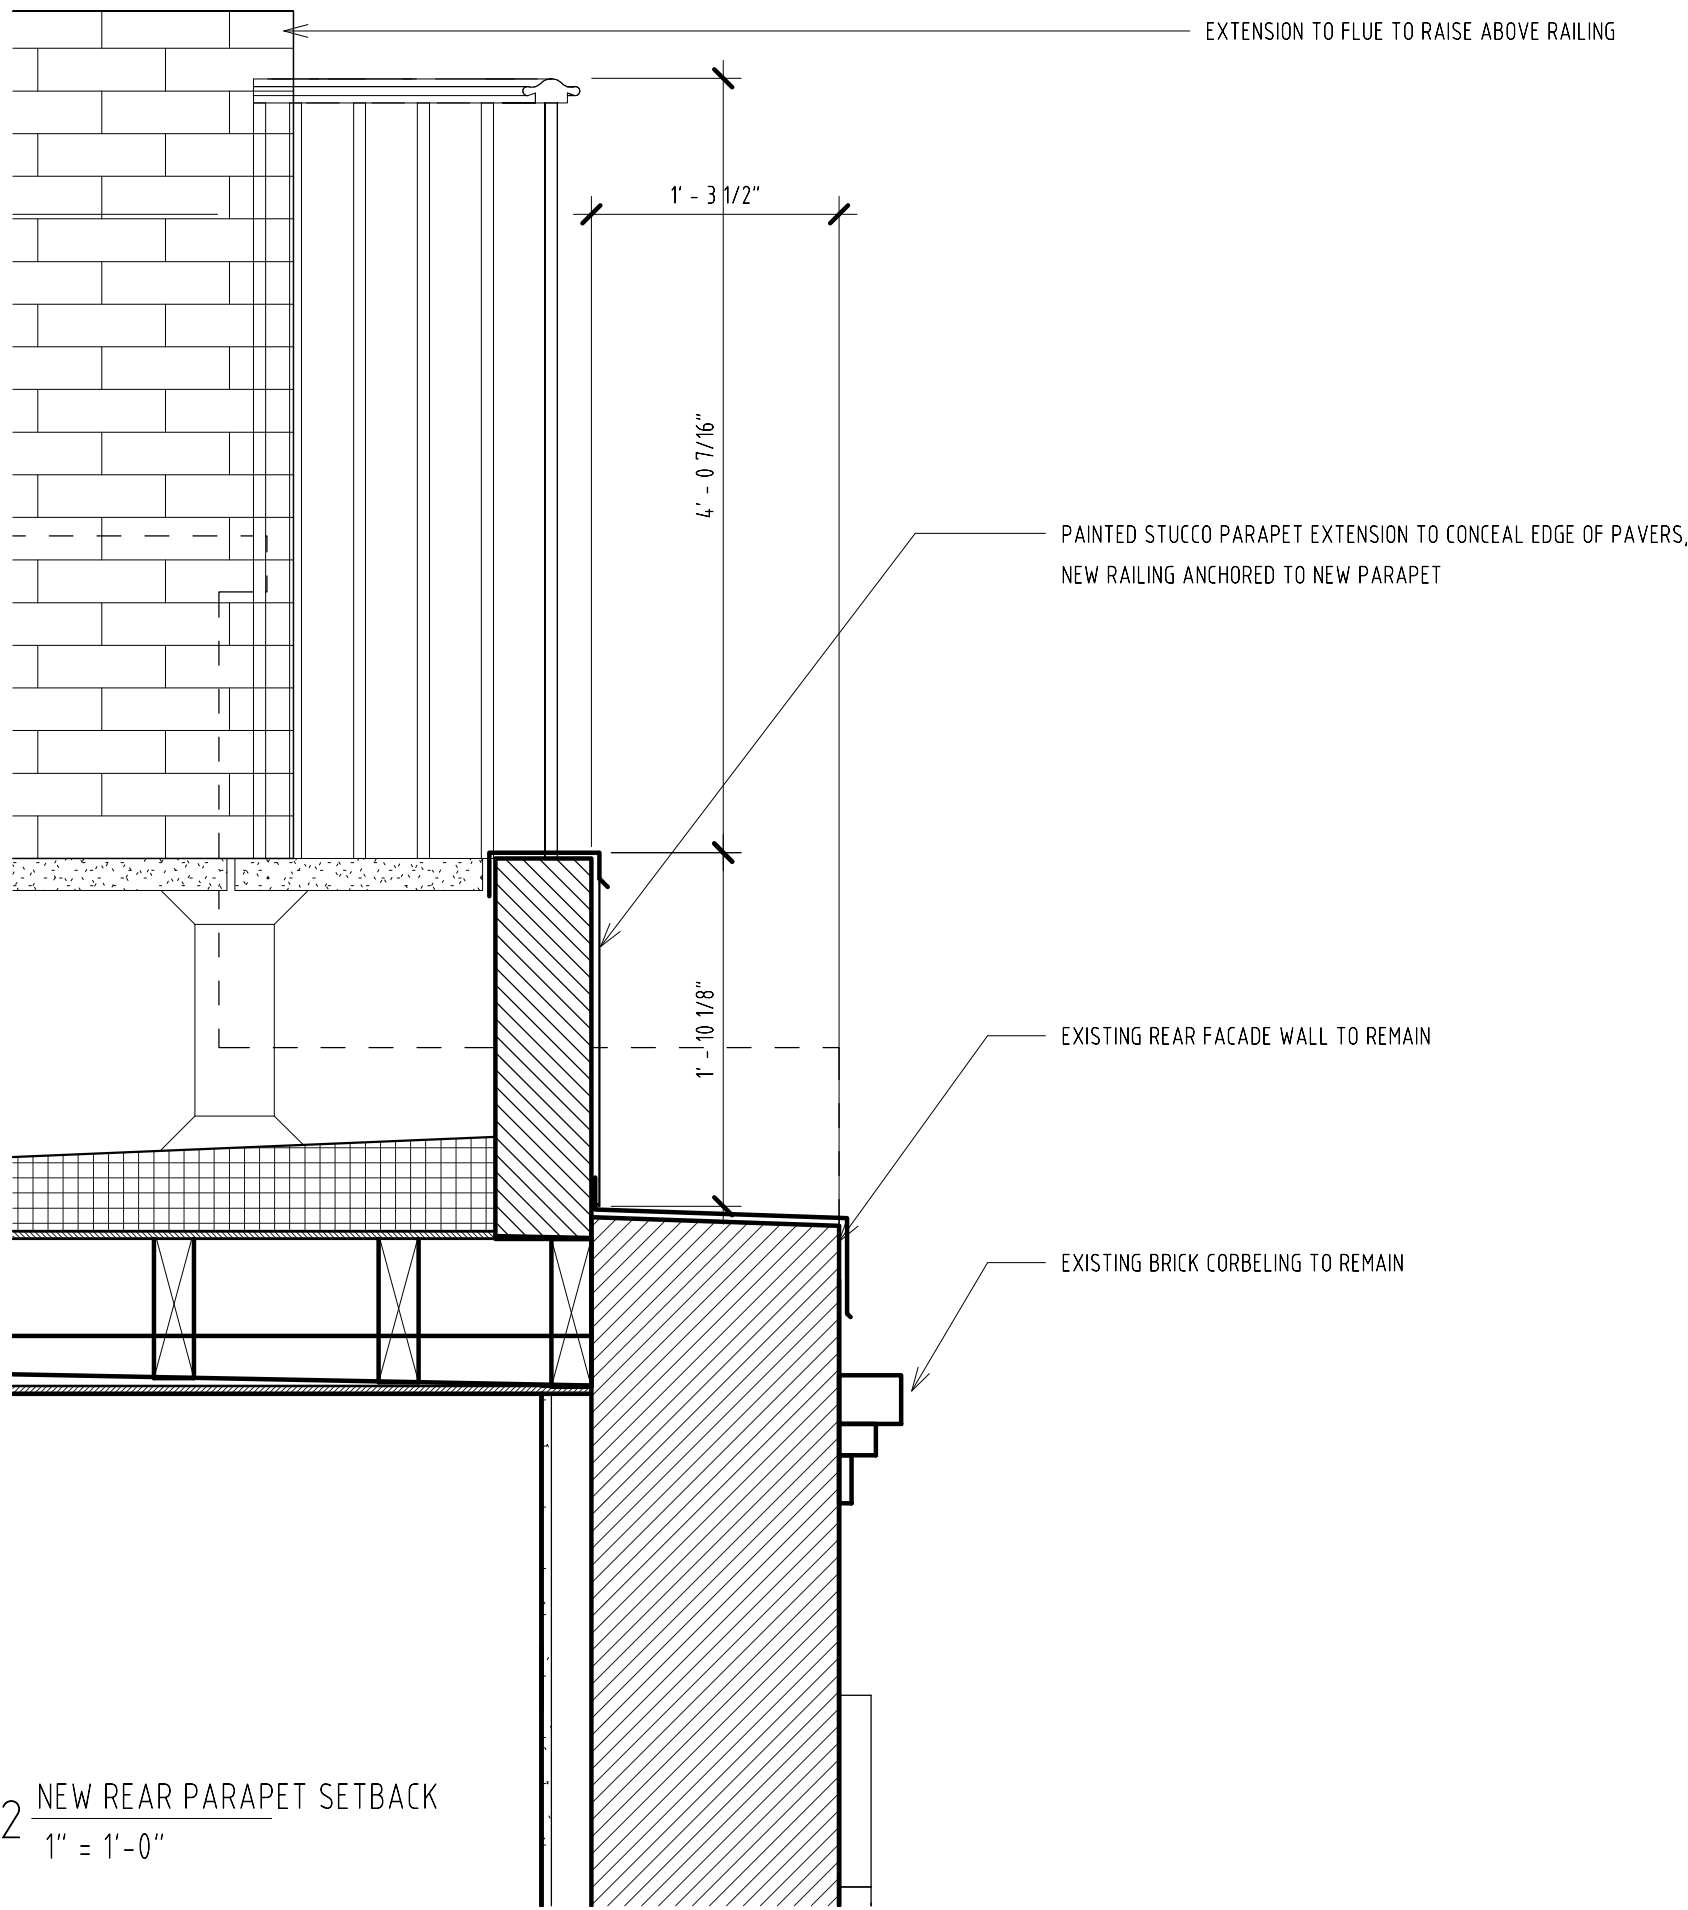 EXTENSION TO FLUE TO RAISE ABOVE RAILING
1' - 3 1/2"
4' - 0 7/16"
PAINTED STUCCO PARAPET EXTENSION TO CONCEAL EDGE OF PAVERS,
NEW RAILING ANCHORED TO NEW PARAPET
1' - 10 1/8"
EXISTING REAR FACADE WALL TO REMAIN
EXISTING BRICK CORBELING TO REMAIN
2 NEW REAR PARAPET SETBACK
1" = 1'-0"